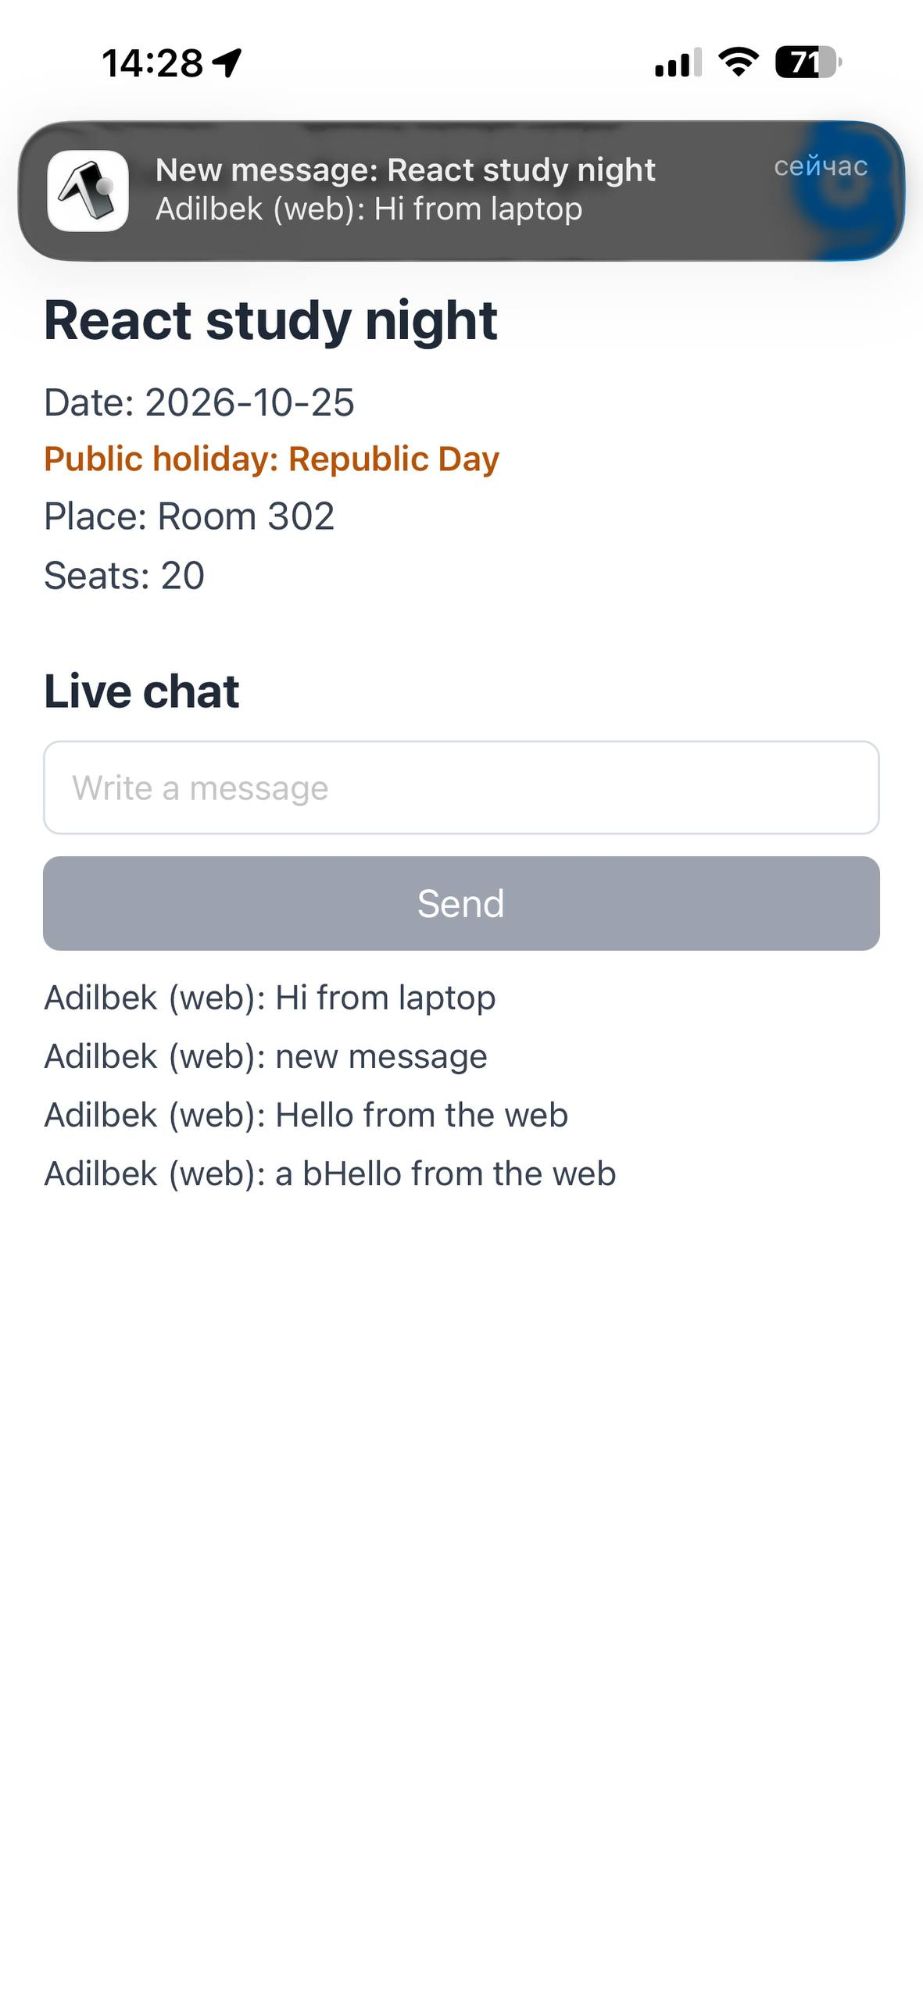 14:28
71
New message: React study night
сейчас
Adilbek (web): Hi from laptop
React study night
Date: 2026-10-25
Public holiday: Republic Day
Place: Room 302
Seats: 20
Live chat
Write a message
Send
Adilbek (web): Hi from laptop
Adilbek (web): new message
Adilbek (web): Hello from the web
Adilbek (web): a bHello from the web